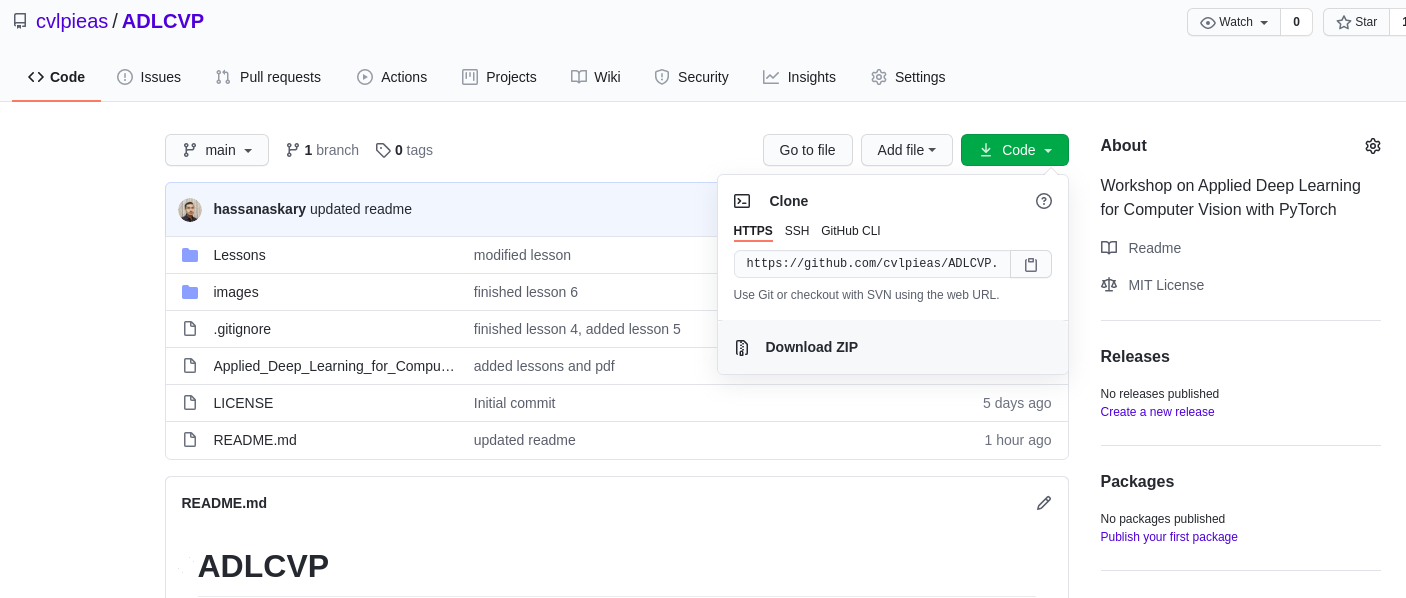 cvlpieas / ADLCVP
Watch 0 Star
Code Issues Pull requests Actions Projects Wiki Security Insights Settings
main 1 branch 0 tags Go to file Add file Code
hassanaskary updated readme
Lessons modified lesson
images finished lesson 6
.gitignore finished lesson 4, added lesson 5
Applied_Deep_Learning_for_Compu… added lessons and pdf
LICENSE Initial commit 5 days ago
README.md updated readme 1 hour ago
Clone
HTTPS SSH GitHub CLI
https://github.com/cvlpieas/ADLCVP.
Use Git or checkout with SVN using the web URL.
Download ZIP
README.md
ADLCVP
About
Workshop on Applied Deep Learning
for Computer Vision with PyTorch
Readme
MIT License
Releases
No releases published
Create a new release
Packages
No packages published
Publish your first package